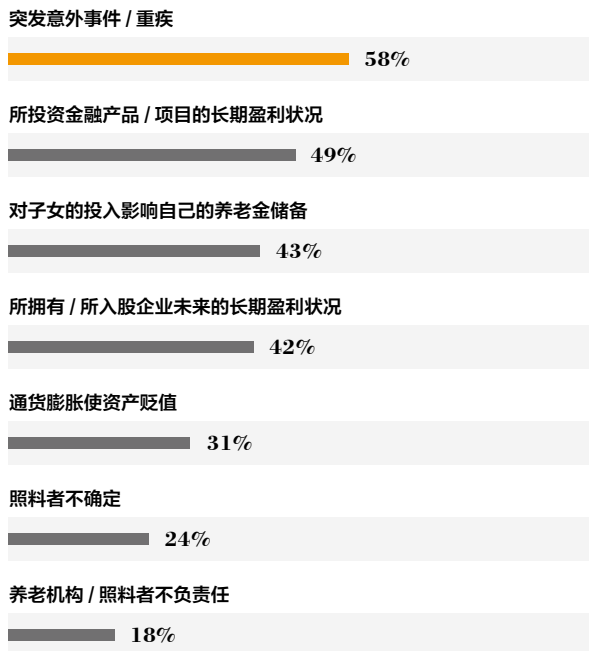 突发意外事件 / 重疾
58%
所投资金融产品 / 项目的长期盈利状况
49%
对子女的投入影响自己的养老金储备
43%
所拥有 / 所入股企业未来的长期盈利状况
42%
通货膨胀使资产贬值
31%
照料者不确定
24%
养老机构 / 照料者不负责任
18%